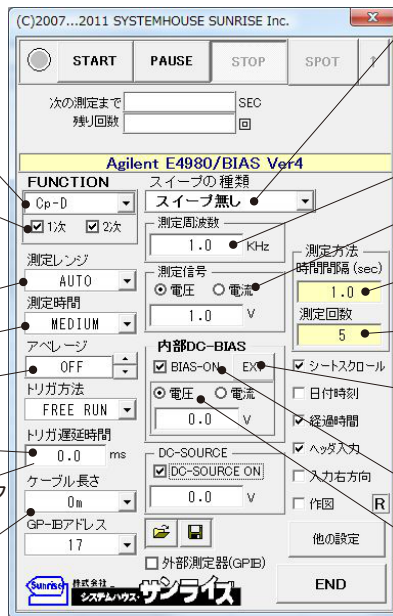 (C)2007...2011 SYSTEMHOUSE SUNRISE Inc.
START PAUSE STOP SPOT ↑
次の測定まで SEC
残り回数 回
Agilent E4980/BIAS Ver4
FUNCTION
Cp-D
1次 2次
測定レンジ
AUTO
測定時間
MEDIUM
アベレージ
OFF
トリガ方法
FREE RUN
トリガ遅延時間
0.0 ms
ケーブル長さ
0m
GP-IBアドレス
17
スイープの種類
スイープ無し
測定周波数
1.0 KHz
測定信号
電圧 電流
1.0 V
内部DC-BIAS
BIAS-ON EX
電圧 電流
0.0 V
DC-SOURCE
DC-SOURCE ON
0.0 V
外部測定器(GPIB)
測定方法
時間間隔 (sec)
1.0
測定回数
5
シートスクロール
日付時刻
経過時間
ヘッダ入力
入力右方向
作図 R
他の設定
END
ク
Sunrise 株式会社 システムハウス サンライズ